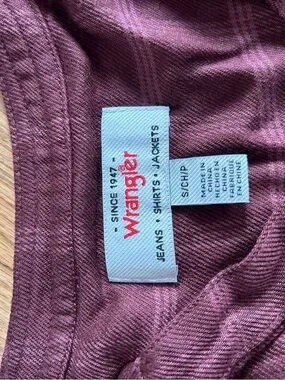 - SINCE 1947 -
Wrangler
JEANS • SHIRTS • JACKETS
S/CH/P
MADE IN
CHINA
HECHO EN
CHINA
FABRIQUÉ
EN CHINE